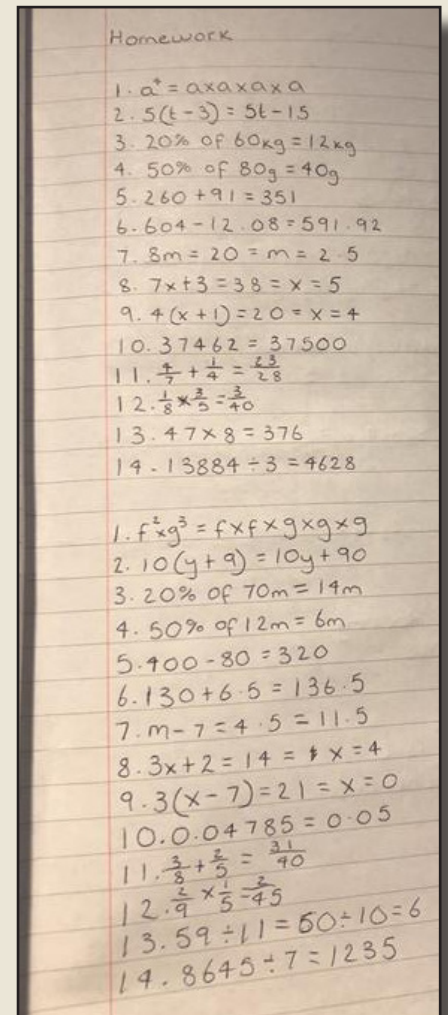 Homework
1. a⁴ = a×a×a×a
2. 5(t - 3) = 5t - 15
3. 20% of 60kg = 12kg
4. 50% of 80g = 40g
5. 260 + 91 = 351
6. 604 - 12.08 = 591.92
7. 8m = 20 = m = 2.5
8. 7x + 3 = 38 = x = 5
9. 4(x + 1) = 20 = x = 4
10. 37462 = 37500
11. 4/7 + 1/4 = 23/28
12. 1/8 × 3/5 = 3/40
13. 47 × 8 = 376
14. 13884 ÷ 3 = 4628
1. f² × g³ = f×f×g×g×g
2. 10(y + 9) = 10y + 90
3. 20% of 70m = 14m
4. 50% of 12m = 6m
5. 400 - 80 = 320
6. 130 + 6.5 = 136.5
7. m - 7 = 4.5 = 11.5
8. 3x + 2 = 14 = x = 4
9. 3(x - 7) = 21 = x = 0
10. 0.04785 = 0.05
11. 3/8 + 2/5 = 31/40
12. 2/9 × 1/5 = 2/45
13. 59 ÷ 11 = 60 ÷ 10 = 6
14. 8645 ÷ 7 = 1235